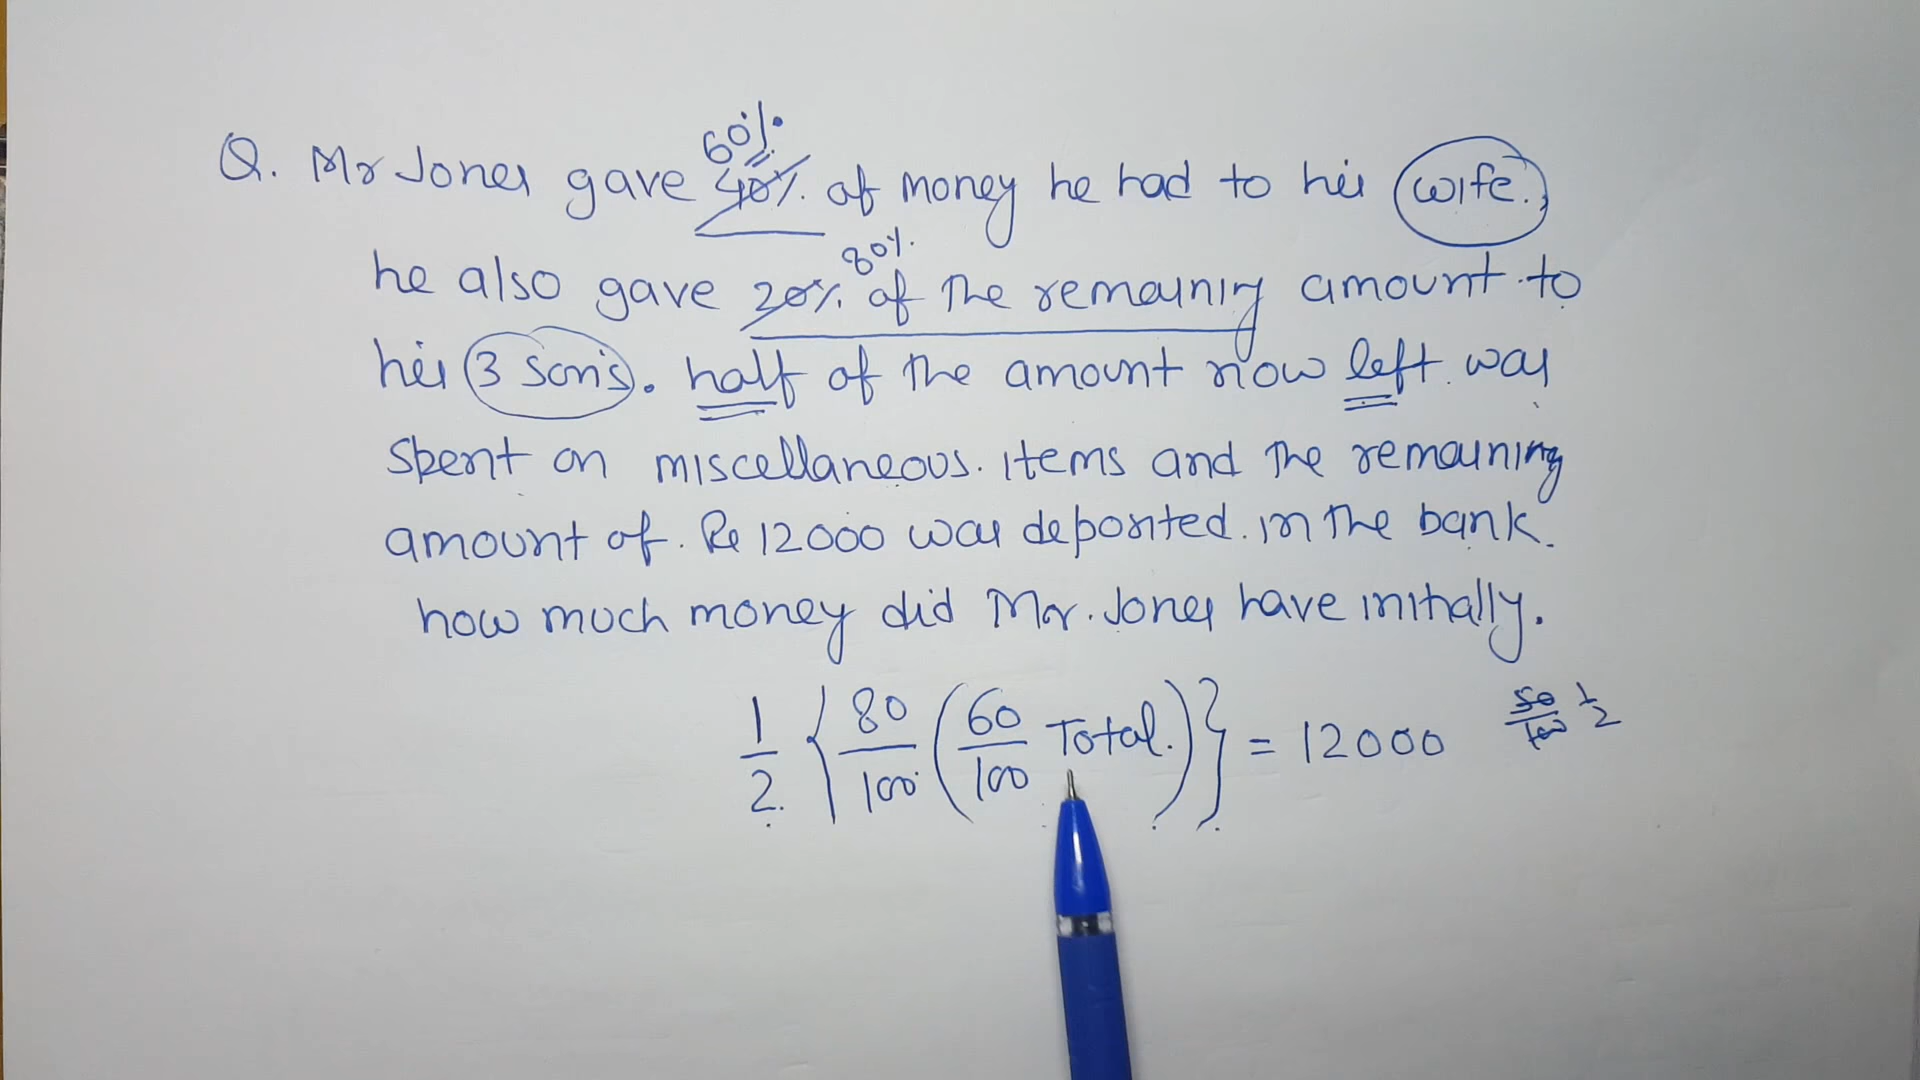 60%
Q. Mr Jones gave 40% of money he had to his wife.
80%
he also gave 20% of the remaining amount to
his 3 son's. half of the amount now left was
spent on miscellaneous items and the remaining
amount of Rs 12000 was deposited in the bank.
how much money did Mr. Jones have initially.
1/2 { 80/100 ( 60/100 Total. ) } = 12000 50/100 1/2